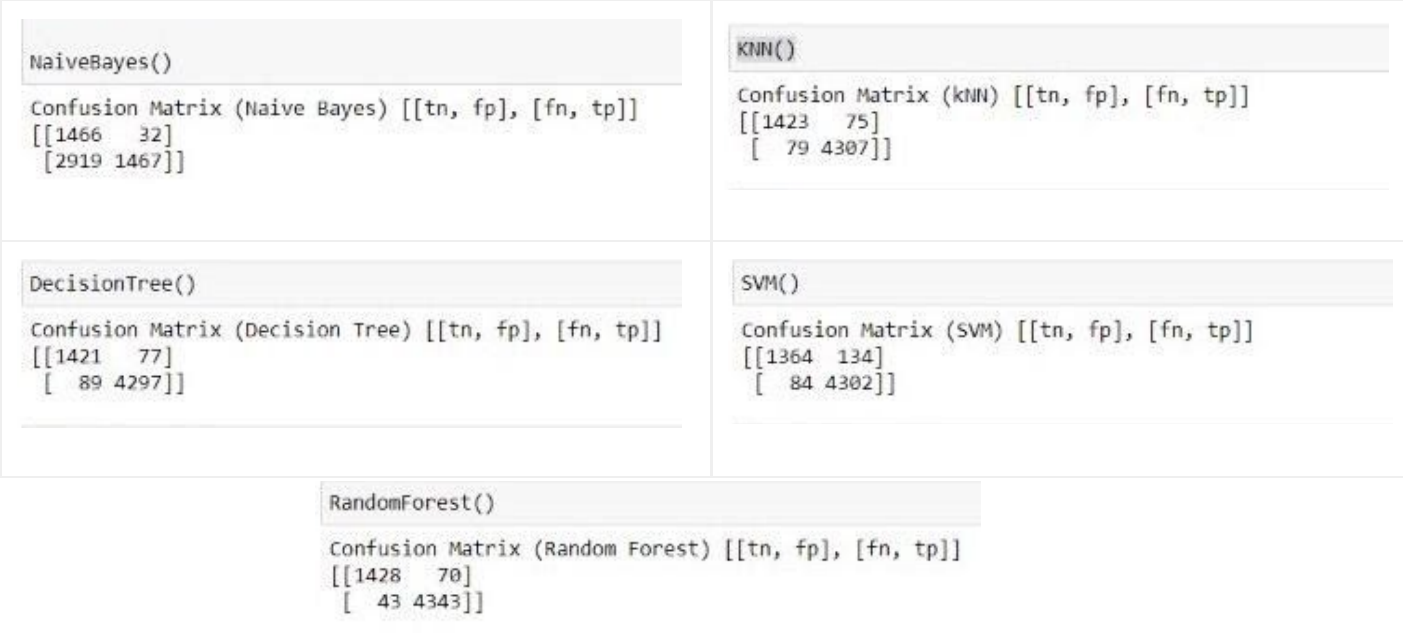 NaiveBayes()
Confusion Matrix (Naive Bayes) [[tn, fp], [fn, tp]]
[[1466   32]
 [2919 1467]]
KNN()
Confusion Matrix (kNN) [[tn, fp], [fn, tp]]
[[1423   75]
 [  79 4307]]
DecisionTree()
Confusion Matrix (Decision Tree) [[tn, fp], [fn, tp]]
[[1421   77]
 [  89 4297]]
SVM()
Confusion Matrix (SVM) [[tn, fp], [fn, tp]]
[[1364  134]
 [  84 4302]]
RandomForest()
Confusion Matrix (Random Forest) [[tn, fp], [fn, tp]]
[[1428   70]
 [  43 4343]]